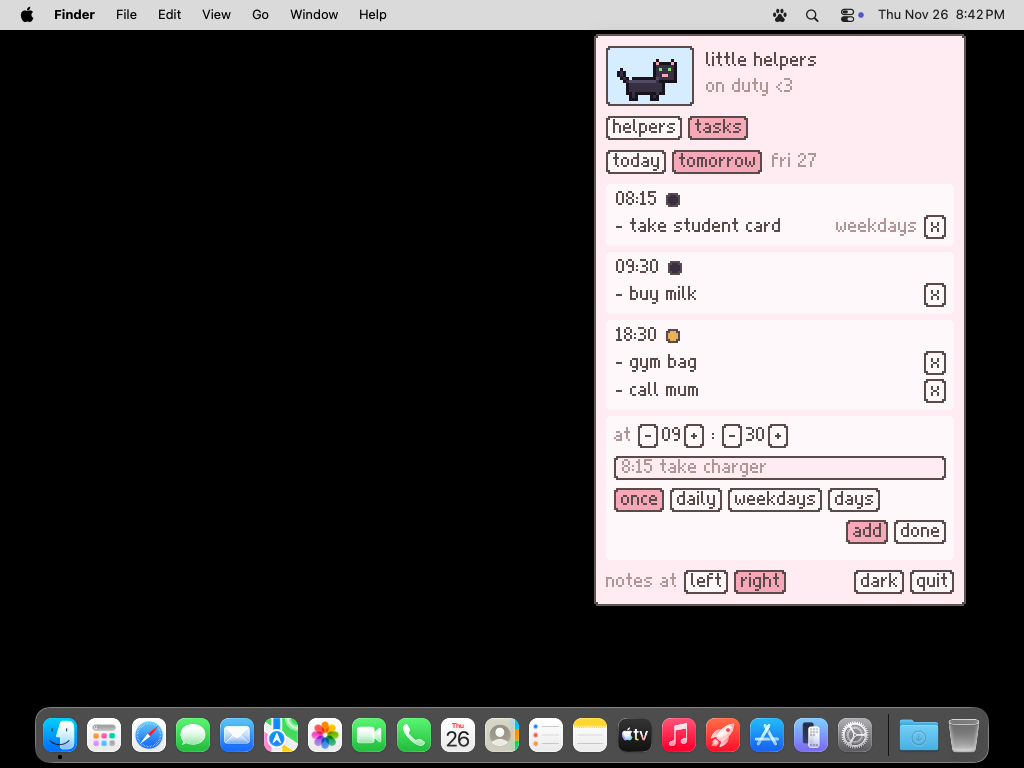 Finder File Edit View Go Window Help Thu Nov 26 8:42 PM
little helpers
on duty <3
helpers tasks
today tomorrow fri 27
08:15
- take student card weekdays x
09:30
- buy milk x
18:30
- gym bag x
- call mum x
at - 09 + : - 30 +
8:15 take charger
once daily weekdays days
add done
notes at left right dark quit
Thu
26
tv